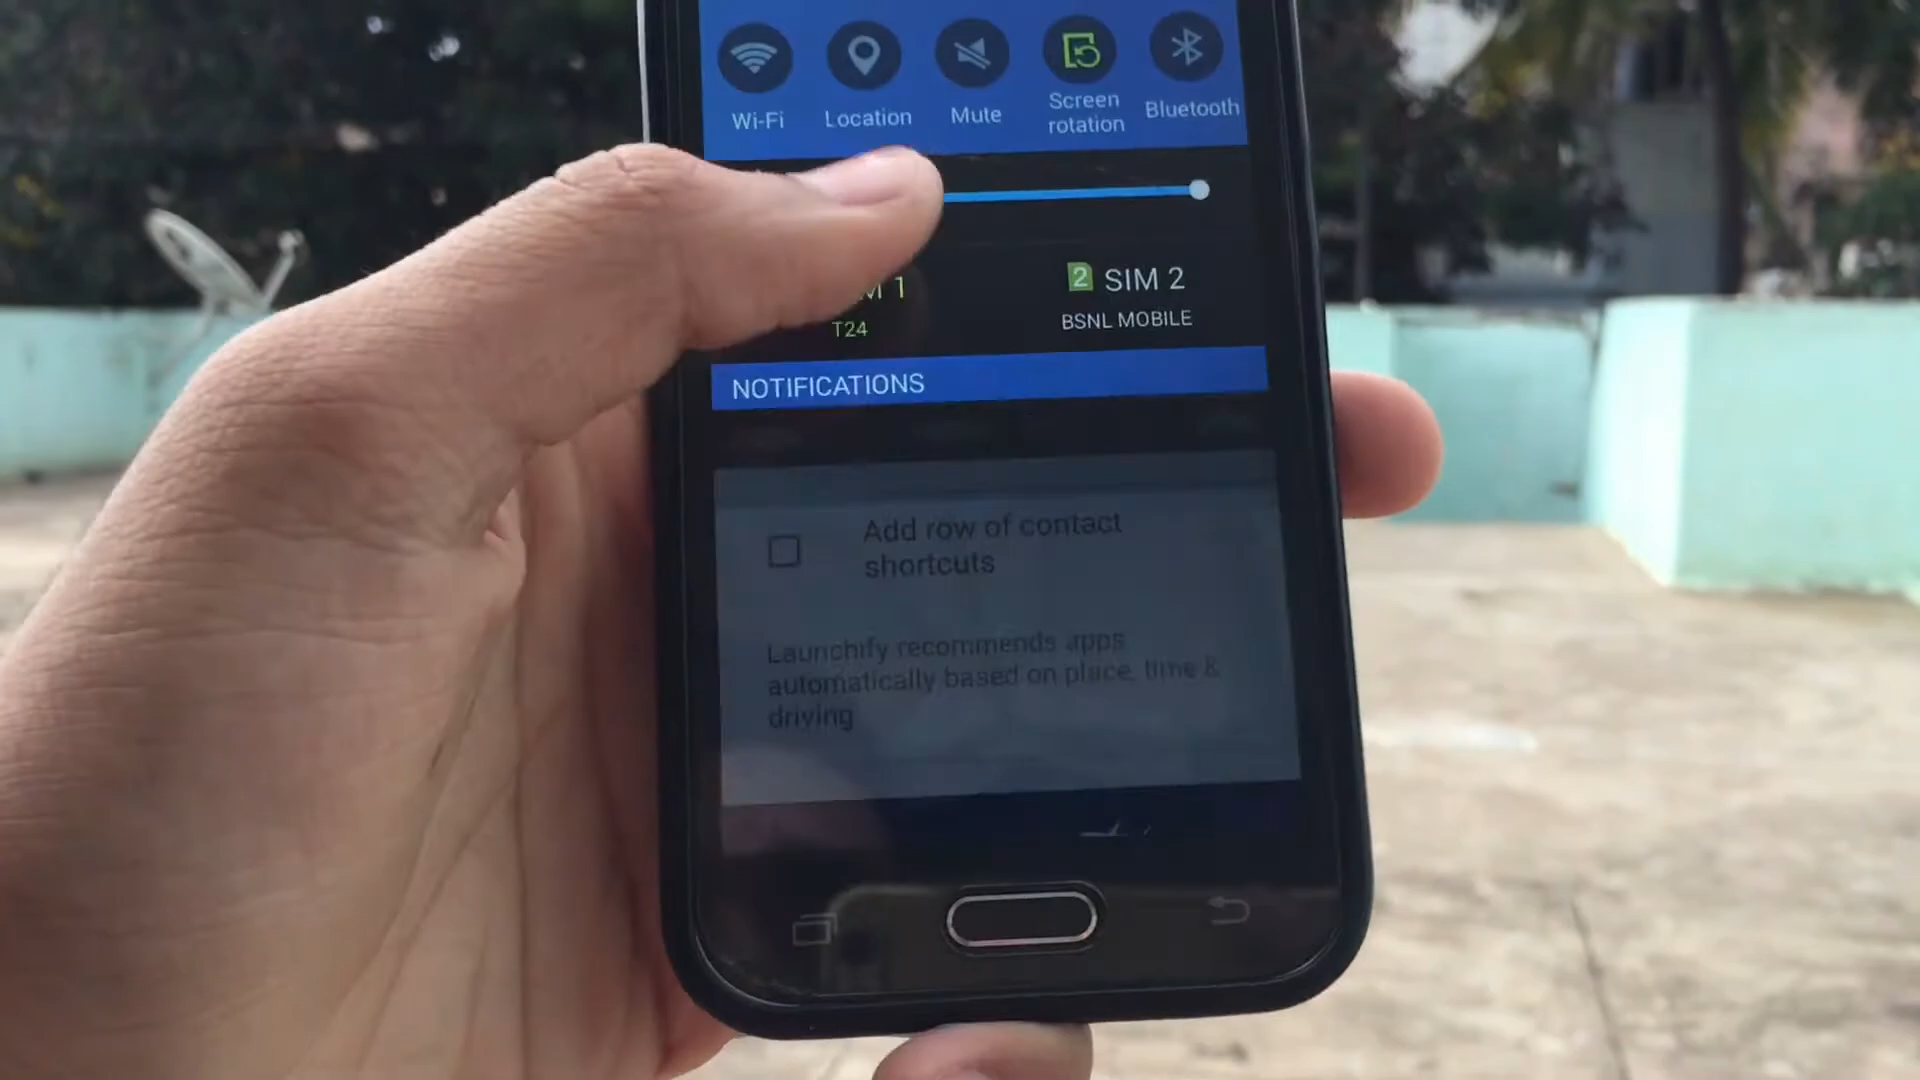 Wi-Fi
Location
Mute
Screen
rotation
Bluetooth
1
T24
2 SIM 2
BSNL MOBILE
NOTIFICATIONS
Add row of contact
shortcuts
Launchify recommends apps
automatically based on place, time &
driving